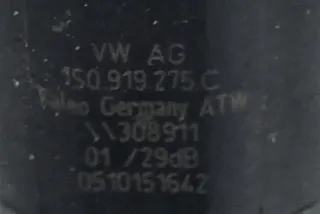 VW AG
1S0.919.275.C
Valeo Germany ATW
\\308911
01 /29dB
0510151642